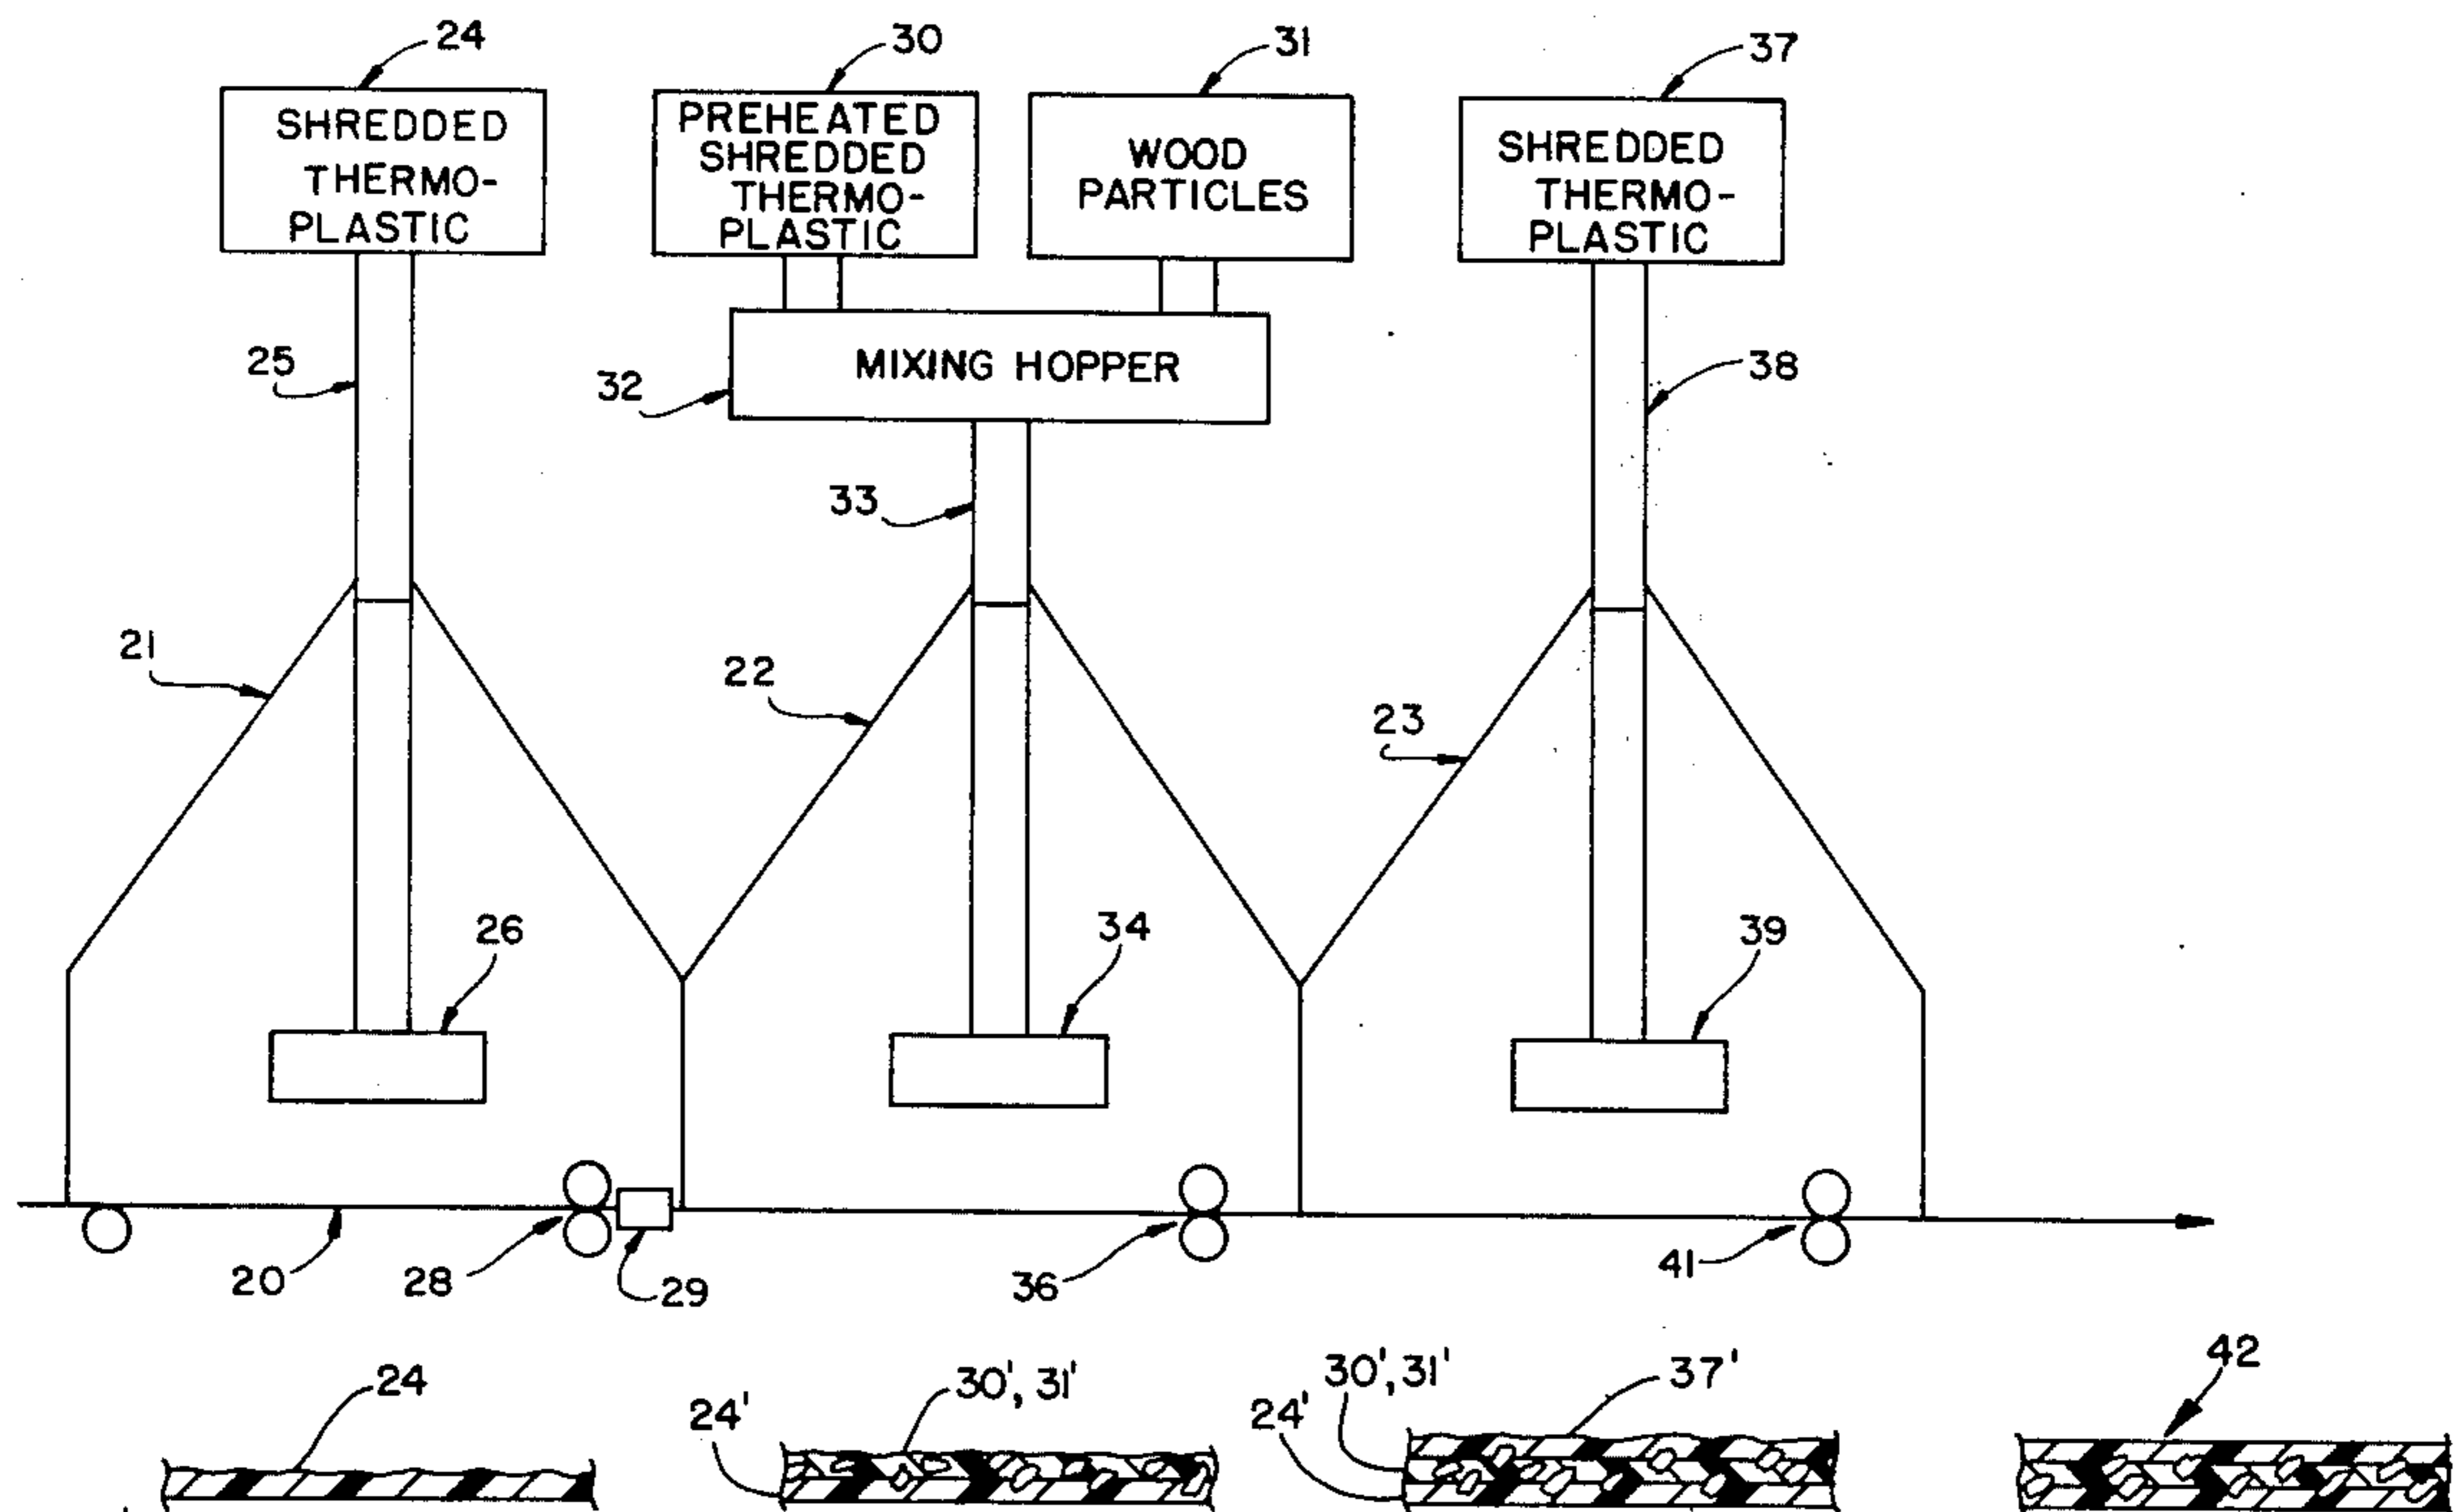 24
30
31
37
SHREDDED
THERMO-
PLASTIC
PREHEATED
SHREDDED
THERMO-
PLASTIC
WOOD
PARTICLES
SHREDDED
THERMO-
PLASTIC
25
32
MIXING HOPPER
38
33
21
22
23
26
34
39
20
28
29
36
41
24
24'
30', 31'
24'
30', 31'
37'
42